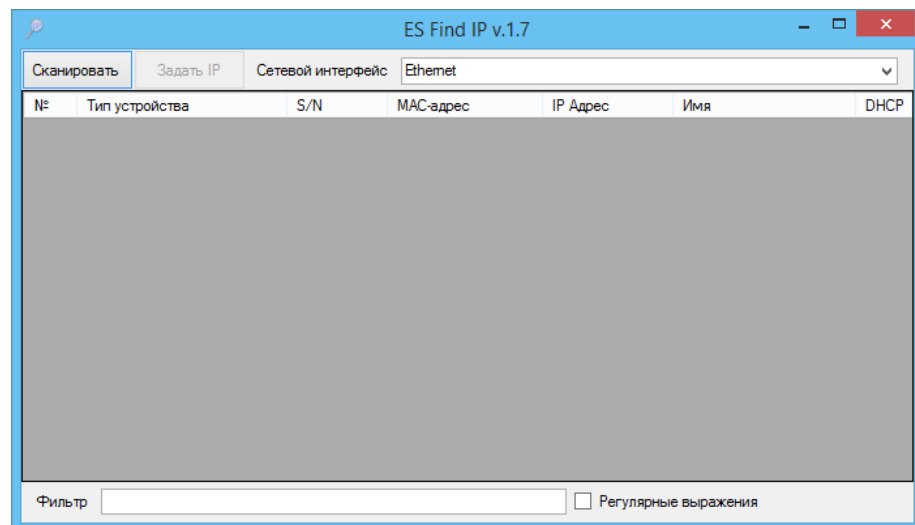 ES Find IP v.1.7
Сканировать Задать IP Сетевой интерфейс Ethernet
№ Тип устройства S/N MAC-адрес IP Адрес Имя DHCP
Фильтр Регулярные выражения